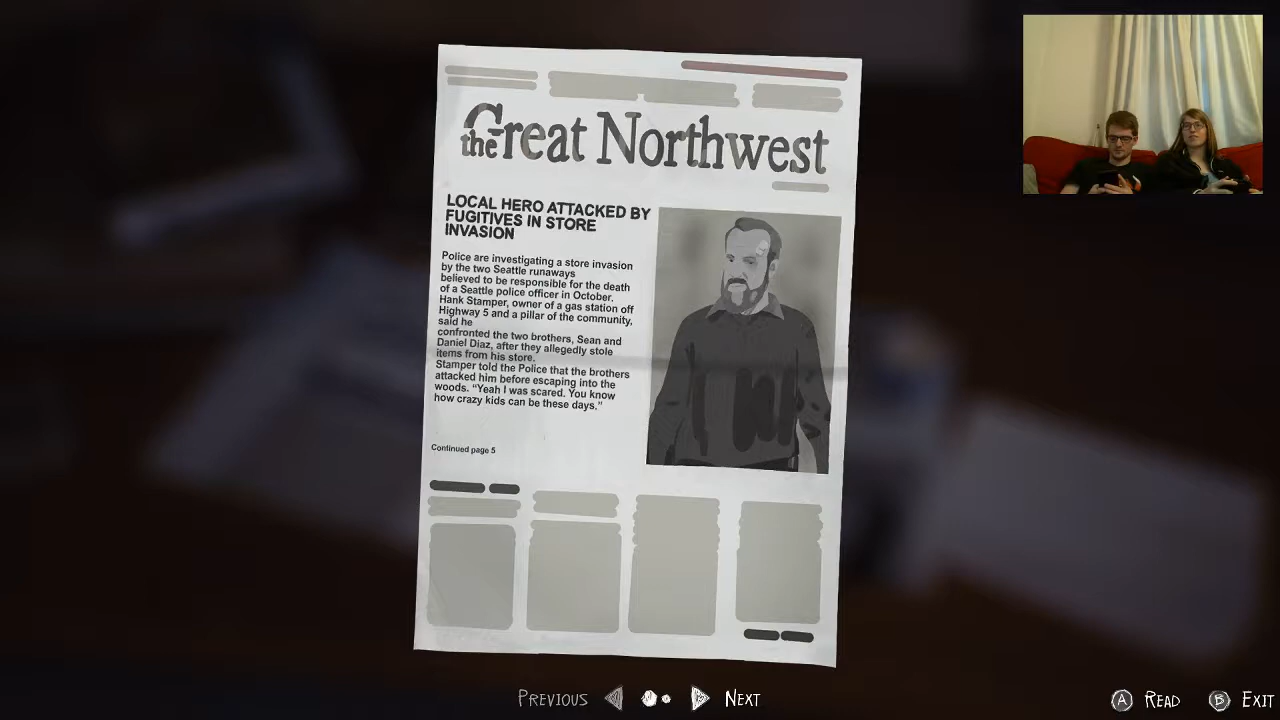 the Great Northwest
LOCAL HERO ATTACKED BY
FUGITIVES IN STORE
INVASION
Police are investigating a store invasion
by the two Seattle runaways
believed to be responsible for the death
of a Seattle police officer in October.
Hank Stamper, owner of a gas station off
Highway 5 and a pillar of the community,
said he
confronted the two brothers, Sean and
Daniel Diaz, after they allegedly stole
items from his store.
Stamper told the Police that the brothers
attacked him before escaping into the
woods. “Yeah I was scared. You know
how crazy kids can be these days.”
Continued page 5
PREVIOUS
NEXT
A READ
B EXIT